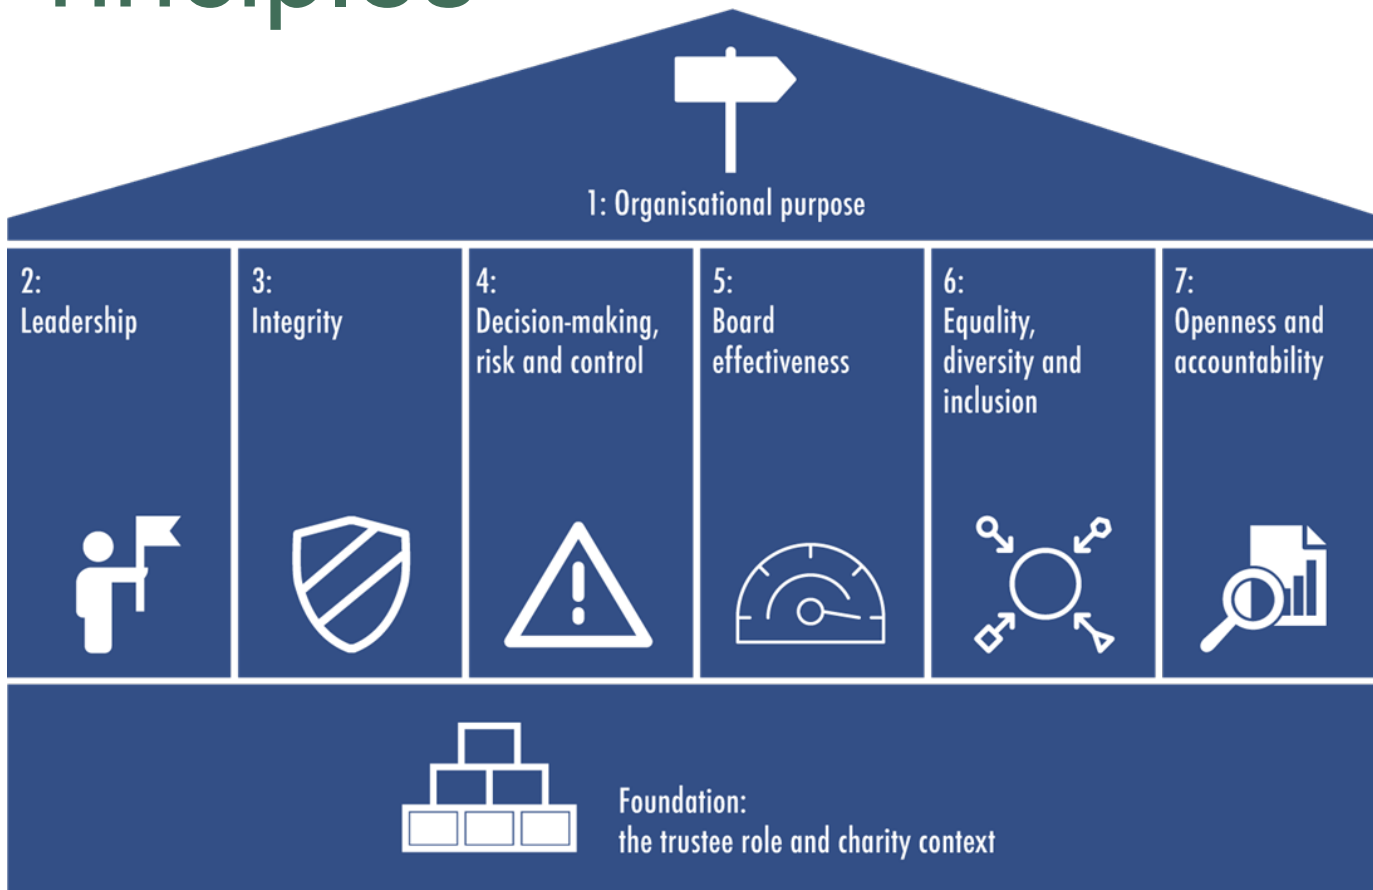 1: Organisational purpose
2:
Leadership
3:
Integrity
4:
Decision-making,
risk and control
5:
Board
effectiveness
6:
Equality,
diversity and
inclusion
7:
Openness and
accountability
Foundation:
the trustee role and charity context